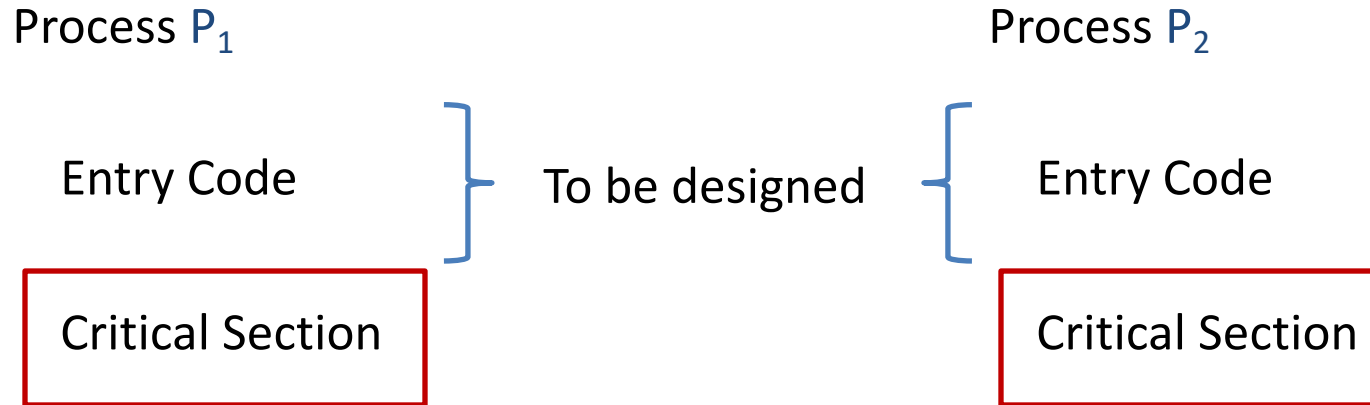 Process P₁
Process P₂
Entry Code
To be designed
Entry Code
Critical Section
Critical Section